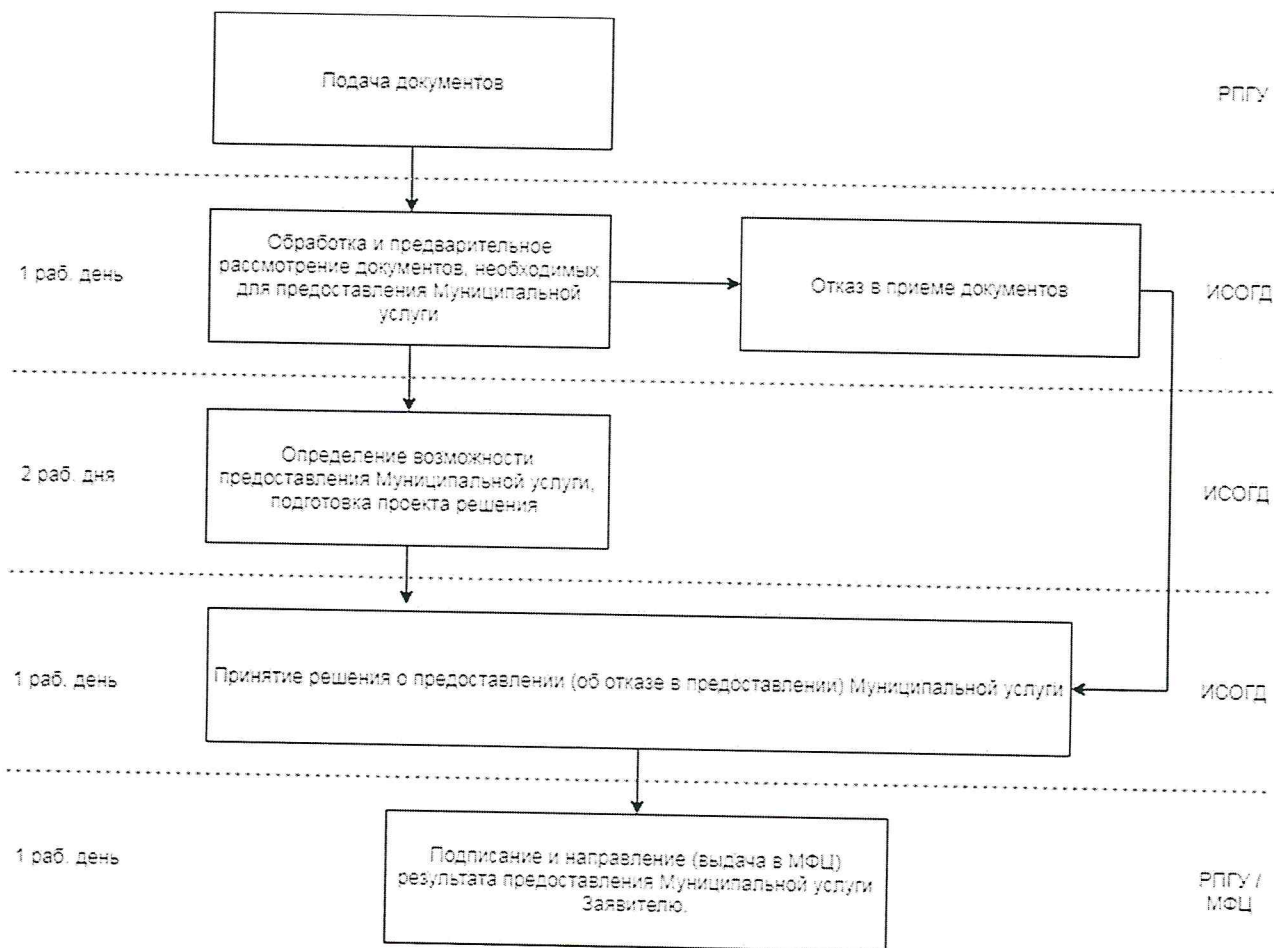 Подача документов
РПГУ
1 раб. день
Обработка и предварительное
рассмотрение документов, необходимых
для предоставления Муниципальной
услуги
Отказ в приеме документов
ИСОГД
2 раб. дня
Определение возможности
предоставления Муниципальной услуги,
подготовка проекта решения
ИСОГД
1 раб. день
Принятие решения о предоставлении (об отказе в предоставлении) Муниципальной услуги
ИСОГД
1 раб. день
Подписание и направление (выдача в МФЦ)
результата предоставления Муниципальной услуги
Заявителю.
РПГУ /
МФЦ